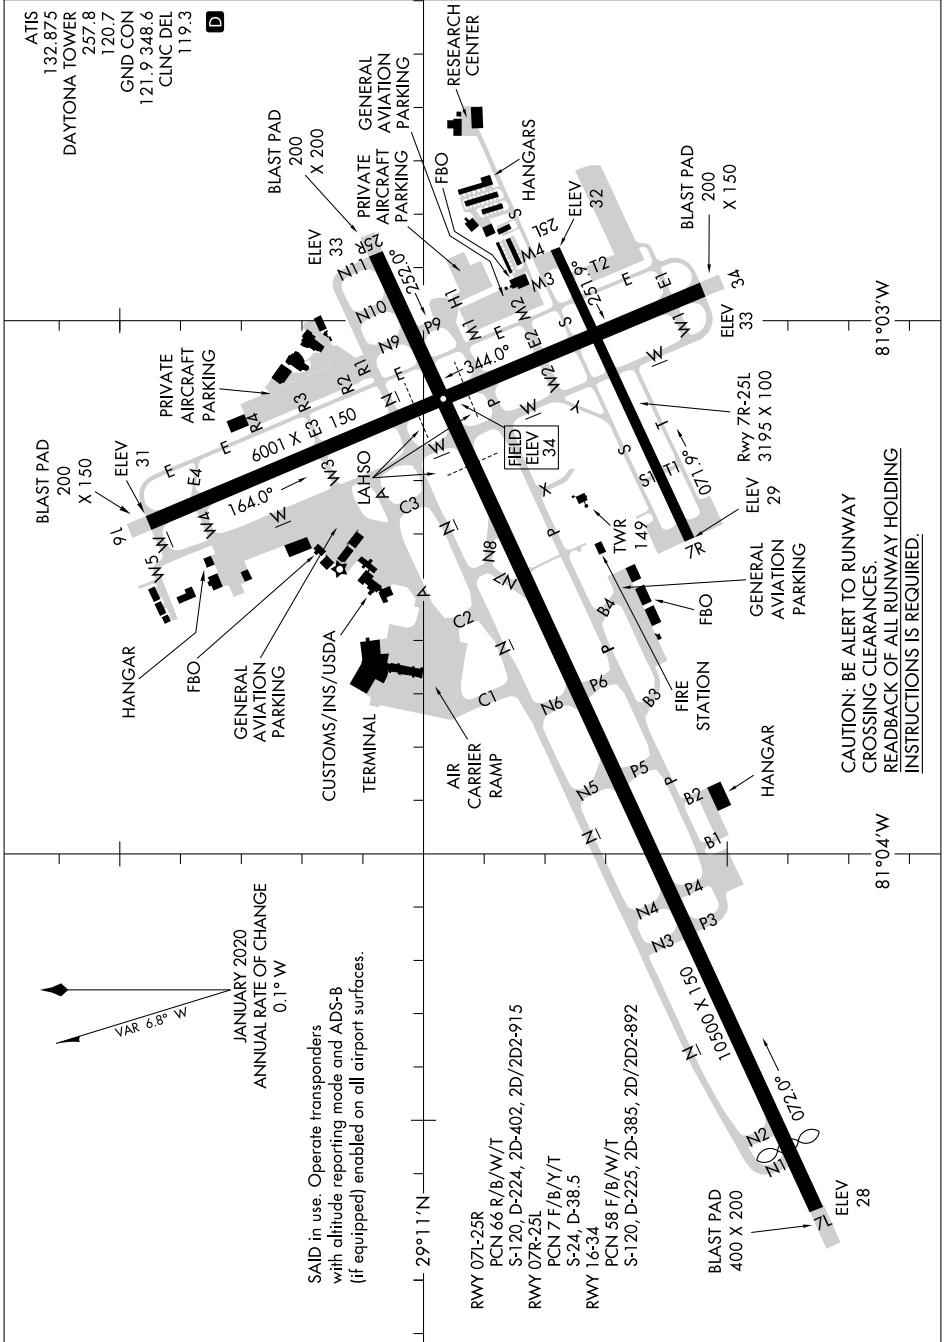 ATIS
132.875
DAYTONA TOWER
257.8
120.7
GND CON
121.9 348.6
CLNC DEL
119.3
D
JANUARY 2020
ANNUAL RATE OF CHANGE
0.1° W
VAR 6.8° W
SAID in use. Operate transponders
with altitude reporting mode and ADS-B
(if equipped) enabled on all airport surfaces.
29°11'N
RWY 07L-25R
PCN 66 R/B/W/T
S-120, D-224, 2D-402, 2D/2D2-915
RWY 07R-25L
PCN 7 F/B/Y/T
S-24, D-38.5
RWY 16-34
PCN 58 F/B/W/T
S-120, D-225, 2D-385, 2D/2D2-892
BLAST PAD
400 X 200
7L
ELEV
28
N1
N2
072.0°
10500 X 150
N
N3
N4
P3
P4
B1
B2
HANGAR
N
N5
P5
P
N6
P6
B3
P
B4
FIRE
STATION
FBO
GENERAL
AVIATION
PARKING
TWR
149
N
N7
N8
N
C1
C2
C3
A
A
AIR
CARRIER
RAMP
TERMINAL
CUSTOMS/INS/USDA
GENERAL
AVIATION
PARKING
FBO
HANGAR
BLAST PAD
200
X 150
16
ELEV
31
W5
W
W4
W
W3
W
164.0°
6001 X 150
E
E4
E
E3
R4
R3
R2
R1
E
N
PRIVATE
AIRCRAFT
PARKING
LAHSO
FIELD
ELEV
34
P
X
P
Y
W
W2
W
W1
344.0°
N9
N10
N11
P9
252.0°
25R
ELEV
33
BLAST PAD
200
X 200
PRIVATE
AIRCRAFT
PARKING
GENERAL
AVIATION
PARKING
FBO
RESEARCH
CENTER
HANGARS
H1
M1
M2
E
E2
S
W3
W4
S
25L
ELEV
32
251.9°
T2
E
E1
34
ELEV
33
BLAST PAD
200
X 150
Rwy 7R-25L
3195 X 100
S
S1
T1
T
071.9°
7R
ELEV
29
81°03'W
81°04'W
CAUTION: BE ALERT TO RUNWAY
CROSSING CLEARANCES.
READBACK OF ALL RUNWAY HOLDING
INSTRUCTIONS IS REQUIRED.